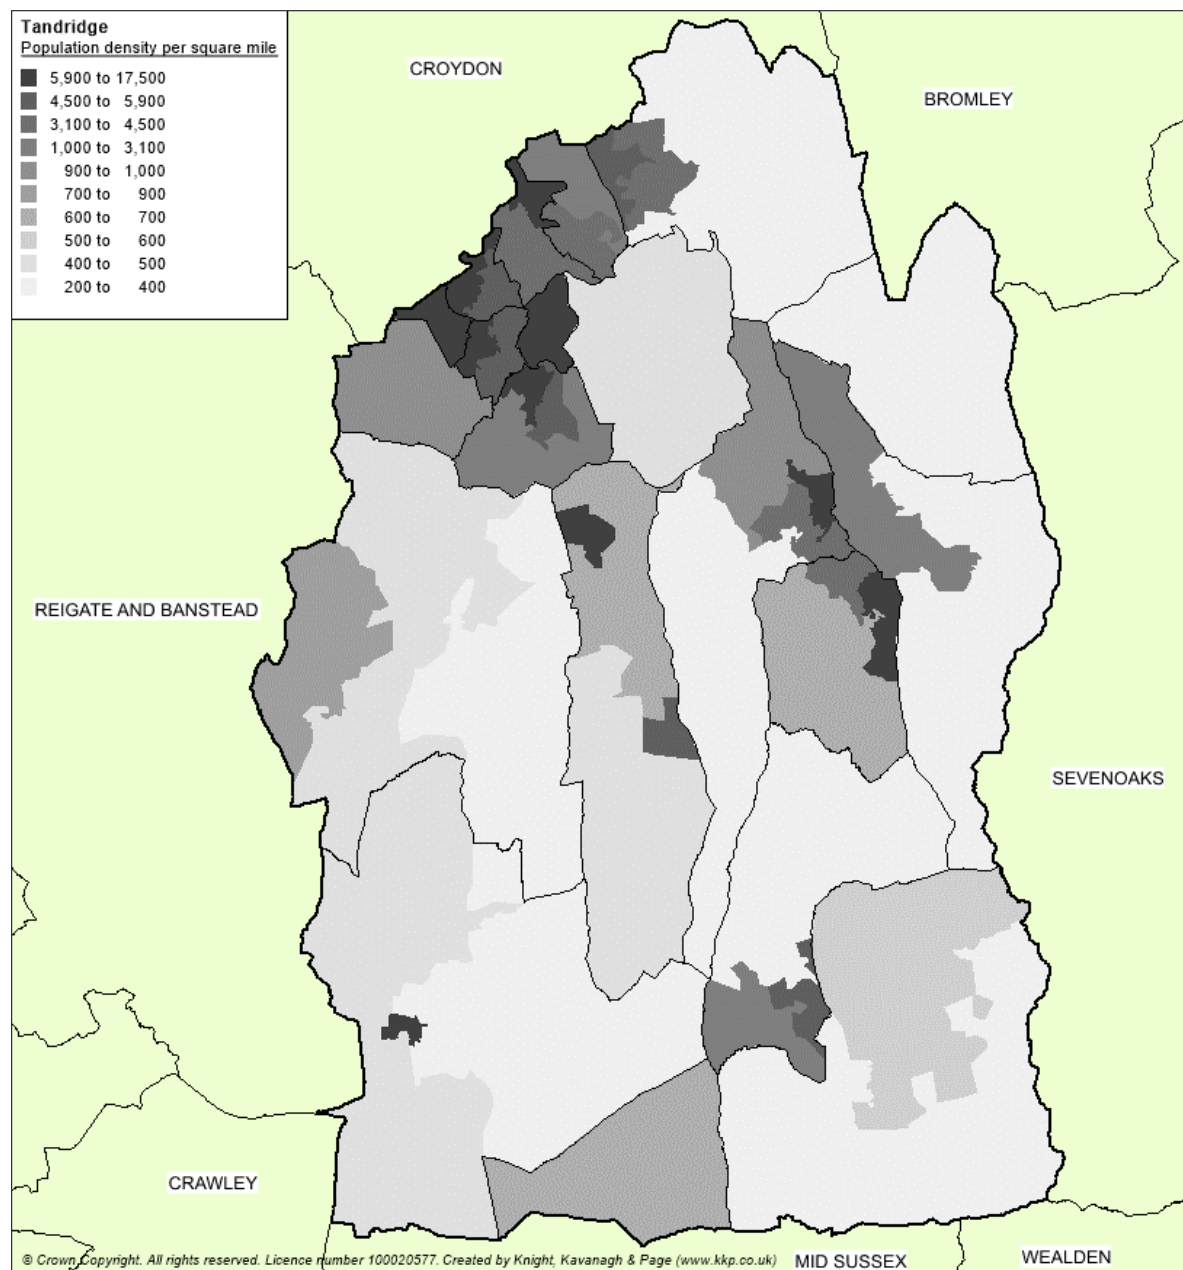 Tandridge
Population density per square mile
5,900 to 17,500
4,500 to 5,900
3,100 to 4,500
1,000 to 3,100
900 to 1,000
700 to 900
600 to 700
500 to 600
400 to 500
200 to 400
CROYDON
BROMLEY
REIGATE AND BANSTEAD
SEVENOAKS
CRAWLEY
© Crown Copyright. All rights reserved. Licence number 100020577. Created by Knight, Kavanagh & Page (www.kkp.co.uk)
MID SUSSEX
WEALDEN